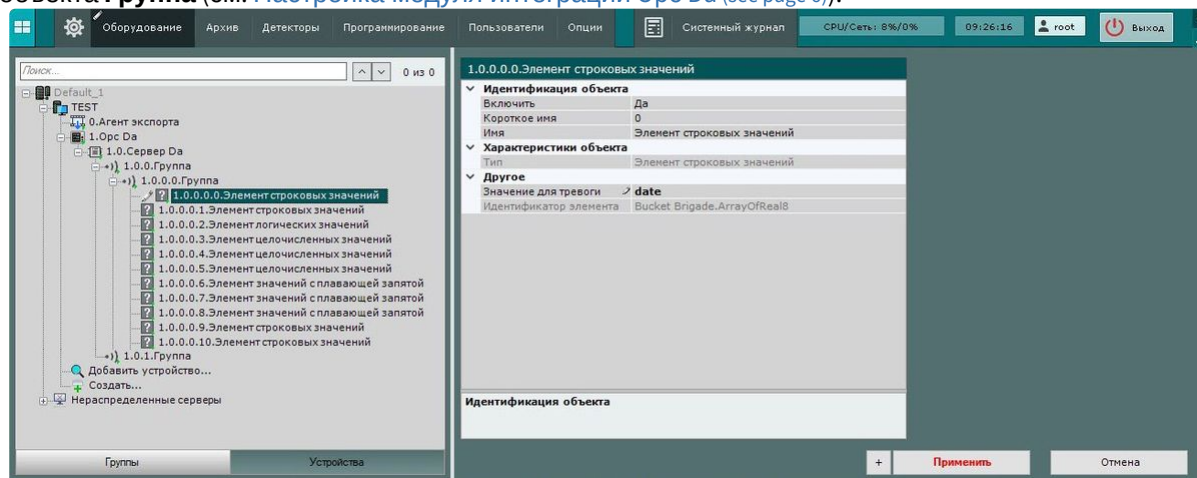 объекта Группа (см. Настройка модуля интеграции Opc Da (see page 6)).
Оборудование Архив Детекторы Программирование Пользователи Опции Системный журнал CPU/Сеть: 8%/0% 09:26:16 root Выход
Поиск... 0 из 0
Default_1
TEST
0.Агент экспорта
1.Opc Da
1.0.Сервер Da
1.0.0.Группа
1.0.0.0.Группа
1.0.0.0.0.Элемент строковых значений
1.0.0.0.1.Элемент строковых значений
1.0.0.0.2.Элемент логических значений
1.0.0.0.3.Элемент целочисленных значений
1.0.0.0.4.Элемент целочисленных значений
1.0.0.0.5.Элемент целочисленных значений
1.0.0.0.6.Элемент значений с плавающей запятой
1.0.0.0.7.Элемент значений с плавающей запятой
1.0.0.0.8.Элемент значений с плавающей запятой
1.0.0.0.9.Элемент строковых значений
1.0.0.0.10.Элемент строковых значений
1.0.1.Группа
Добавить устройство...
Создать...
Нераспределенные серверы
Группы Устройства
1.0.0.0.0.Элемент строковых значений
Идентификация объекта
Включить Да
Короткое имя 0
Имя Элемент строковых значений
Характеристики объекта
Тип Элемент строковых значений
Другое
Значение для тревоги date
Идентификатор элемента Bucket Brigade.ArrayOfReal8
Идентификация объекта
+ Применить Отмена